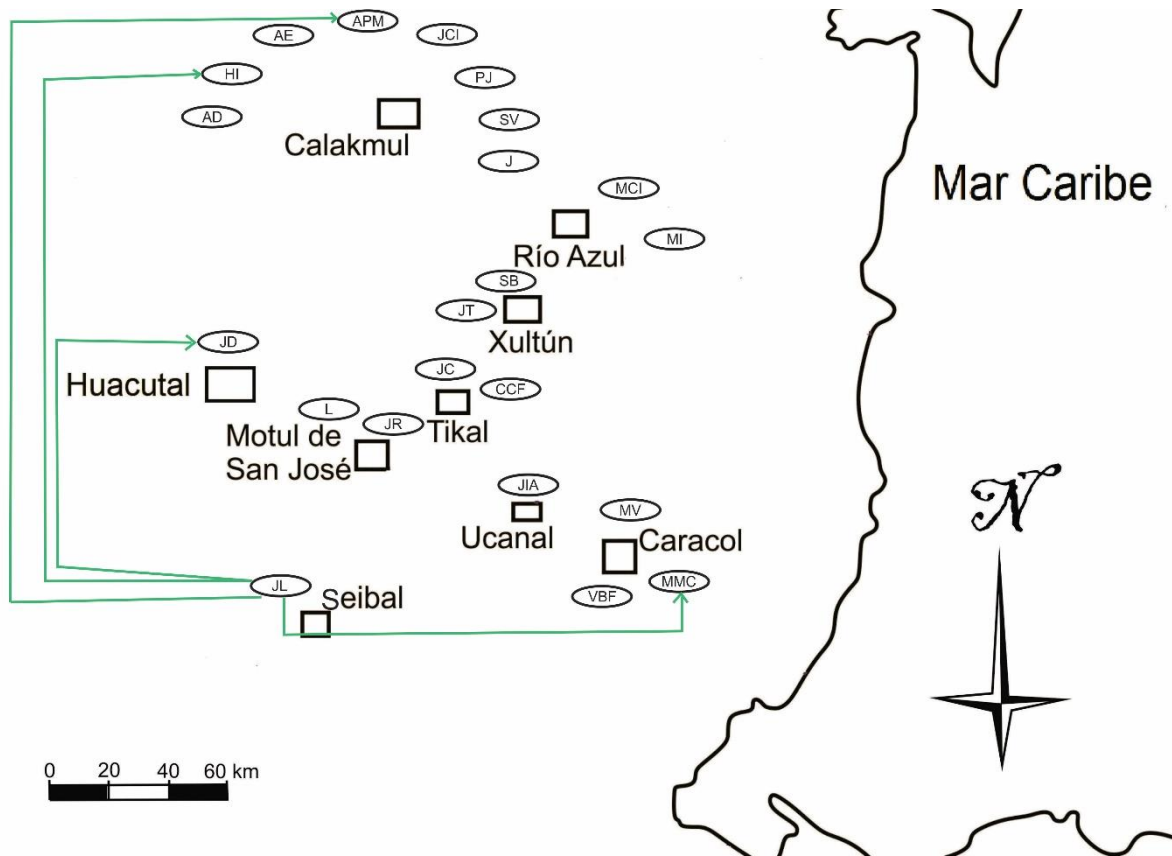 APM
AE
JCI
HI
PJ
AD
SV
Calakmul
J
MCI
Mar Caribe
MI
Río Azul
SB
JT
Xultún
JD
JC
Huacutal
CCF
L
JR
Tikal
Motul de
San José
JIA
MV
Ucanal
Caracol
N
JL
Seibal
MMC
VBF
0 20 40 60 km